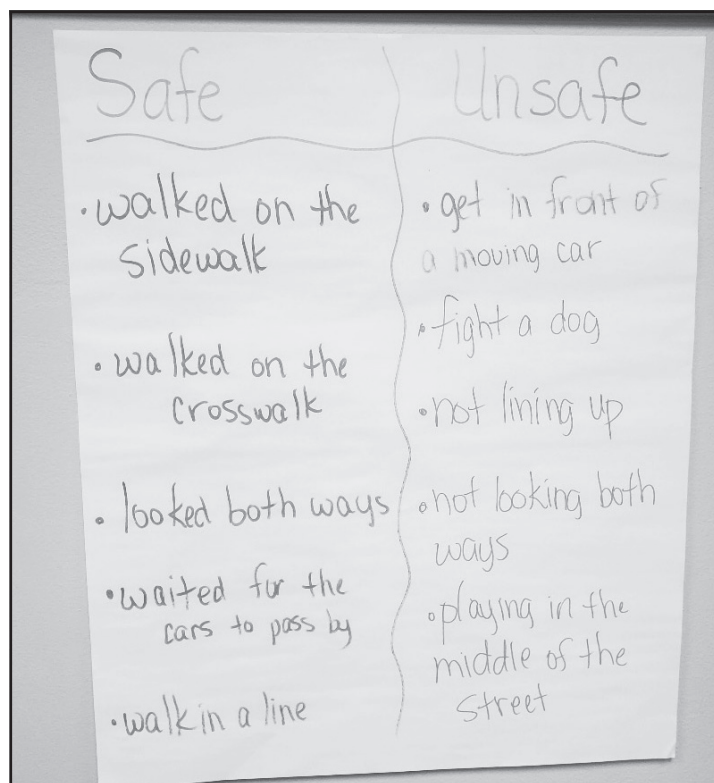 Safe
walked on the
sidewalk
walked on the
crosswalk
looked both ways
waited for the
cars to pass by
walk in a line
Unsafe
get in front of
a moving car
fight a dog
not lining up
not looking both
ways
playing in the
middle of the
street